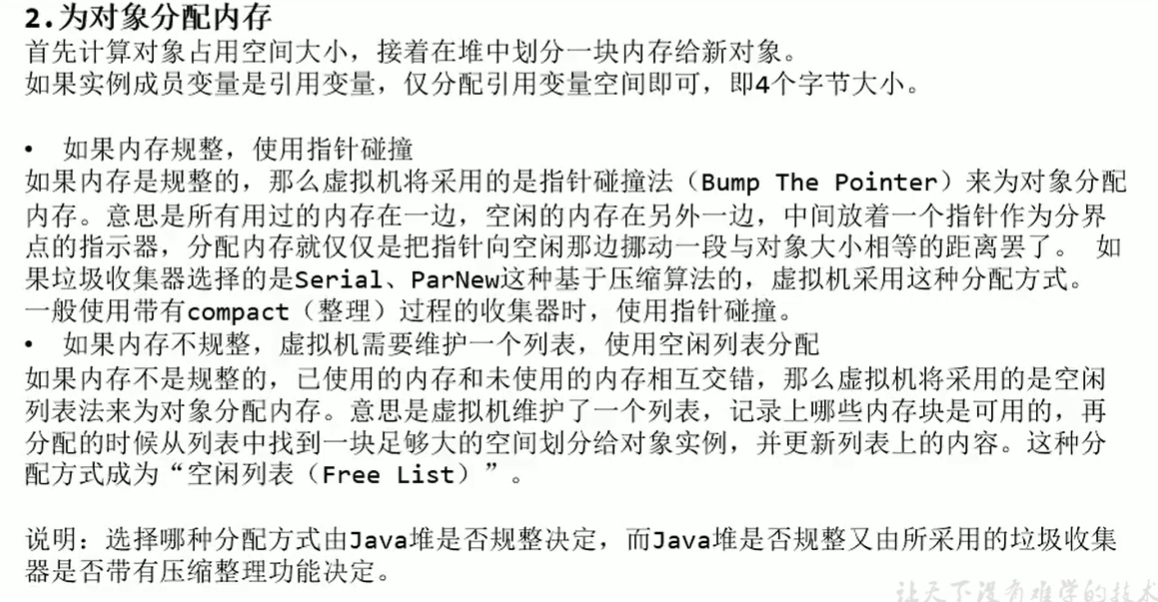 2.为对象分配内存
首先计算对象占用空间大小，接着在堆中划分一块内存给新对象。
如果实例成员变量是引用变量，仅分配引用变量空间即可，即4个字节大小。
• 如果内存规整，使用指针碰撞
如果内存是规整的，那么虚拟机将采用的是指针碰撞法（Bump The Pointer）来为对象分配
内存。意思是所有用过的内存在一边，空闲的内存在另外一边，中间放着一个指针作为分界
点的指示器，分配内存就仅仅是把指针向空闲那边挪动一段与对象大小相等的距离罢了。 如
果垃圾收集器选择的是Serial、ParNew这种基于压缩算法的，虚拟机采用这种分配方式。
一般使用带有compact（整理）过程的收集器时，使用指针碰撞。
• 如果内存不规整，虚拟机需要维护一个列表，使用空闲列表分配
如果内存不是规整的，已使用的内存和未使用的内存相互交错，那么虚拟机将采用的是空闲
列表法来为对象分配内存。意思是虚拟机维护了一个列表，记录上哪些内存块是可用的，再
分配的时候从列表中找到一块足够大的空间划分给对象实例，并更新列表上的内容。这种分
配方式成为“空闲列表（Free List）”。
说明：选择哪种分配方式由Java堆是否规整决定，而Java堆是否规整又由所采用的垃圾收集
器是否带有压缩整理功能决定。
让天下没有难学的技术